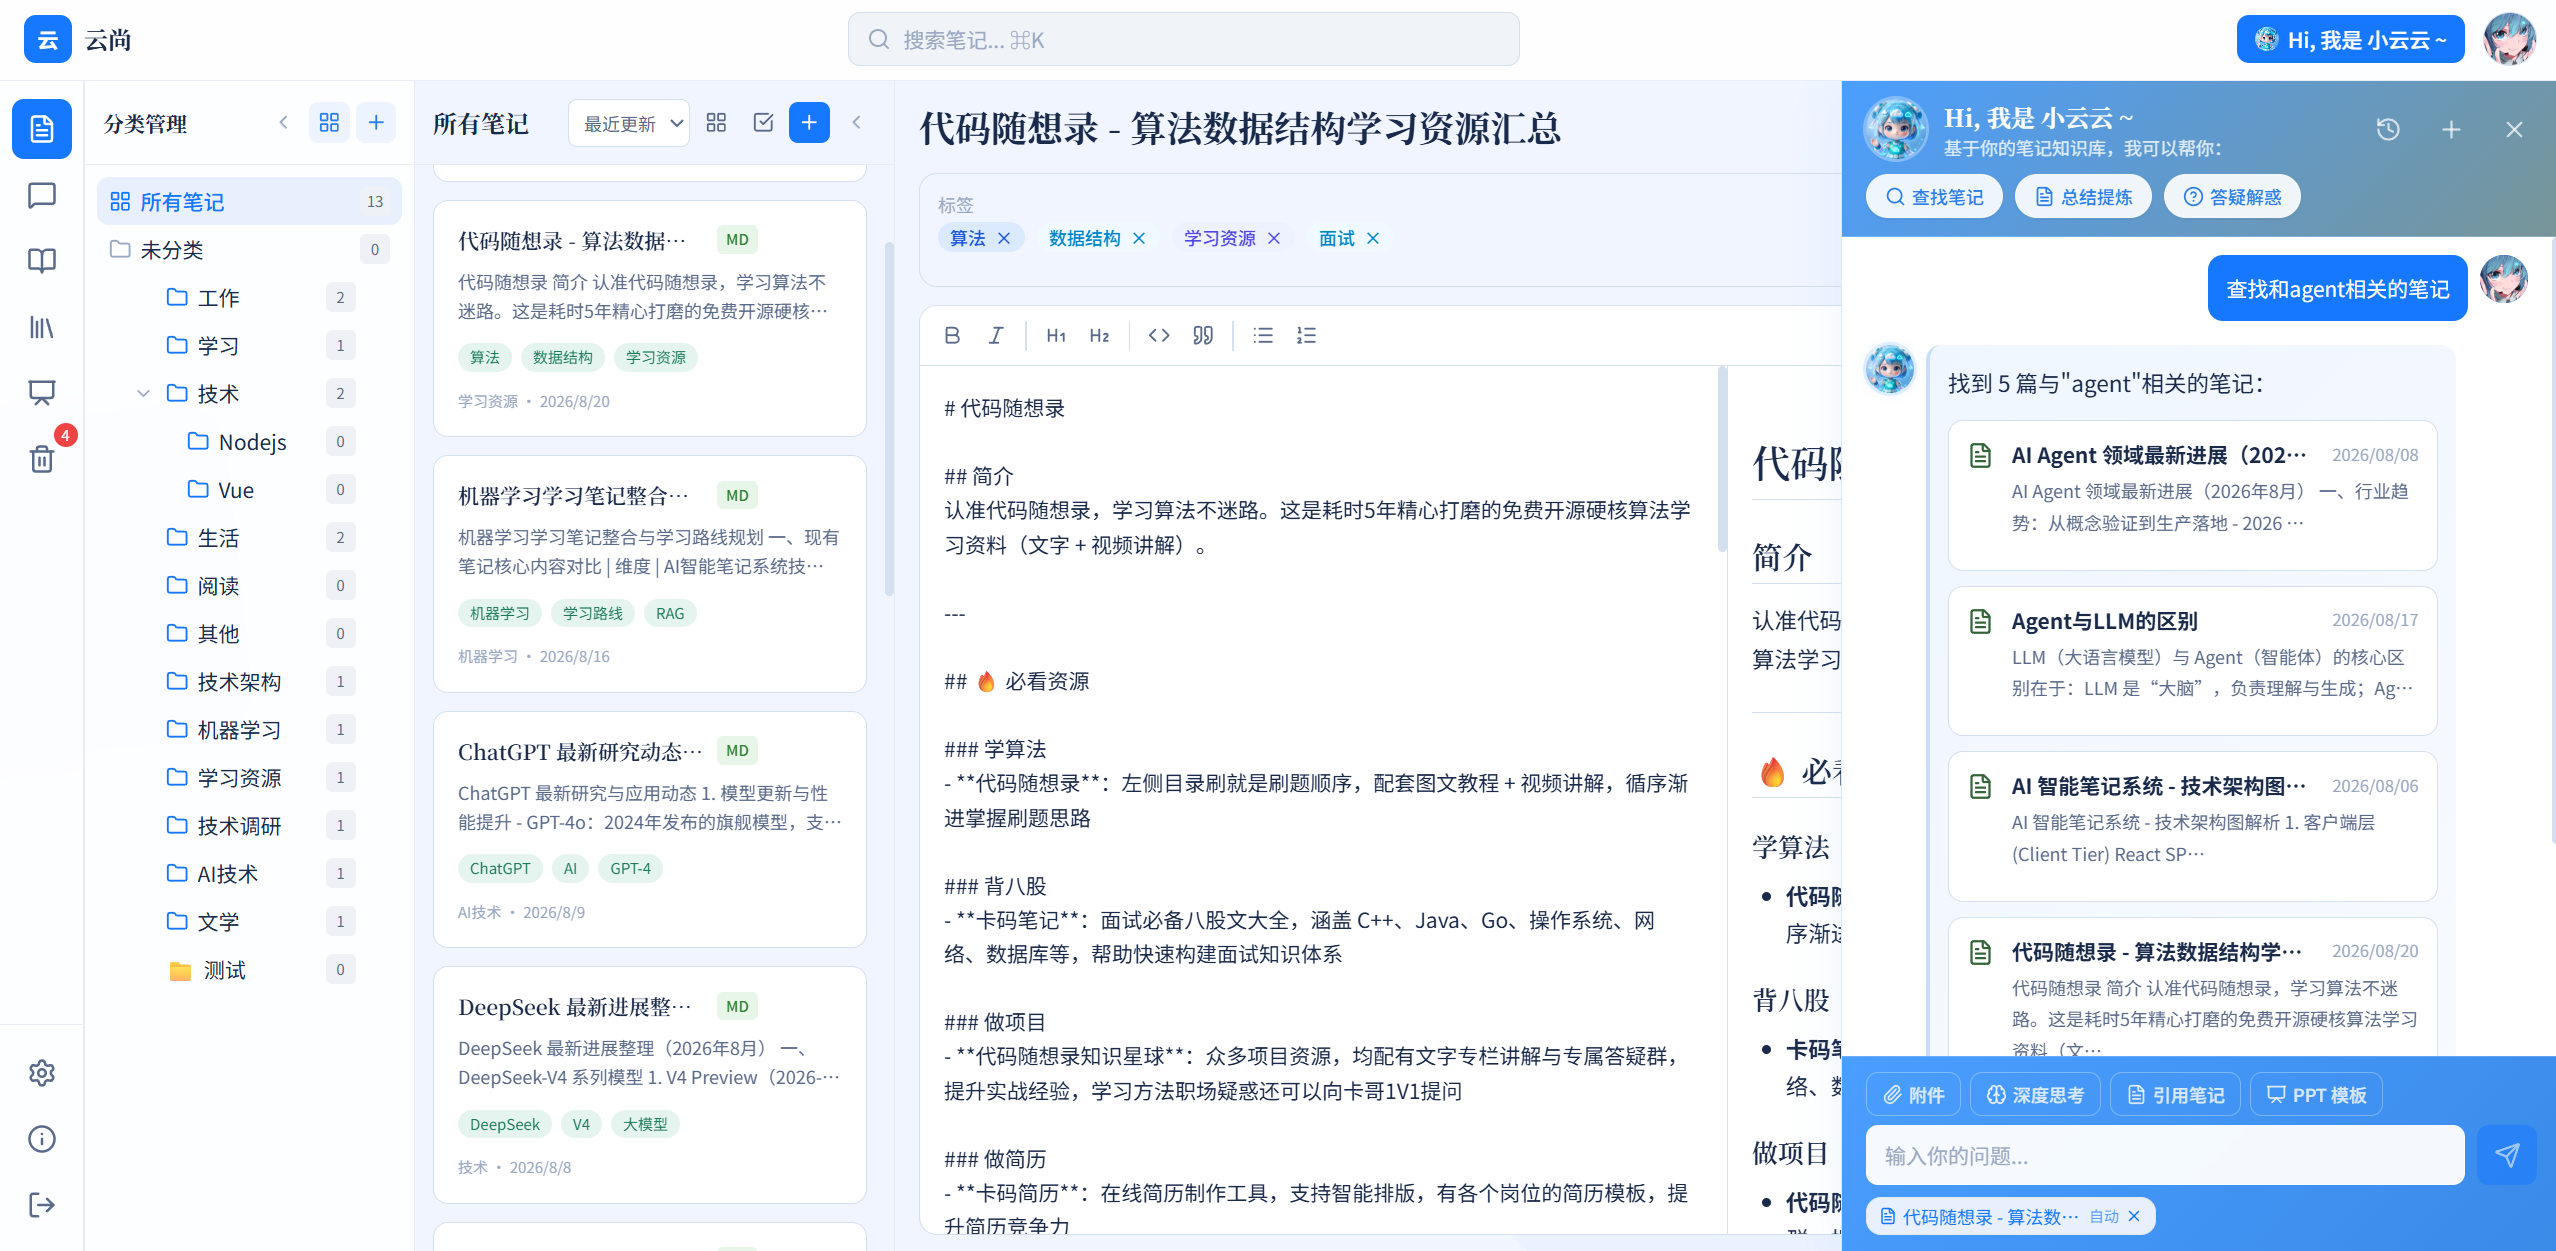 云 云尚
搜索笔记... ⌘K
Hi, 我是 小云云 ~
4
分类管理
所有笔记 13
未分类 0
工作 2
学习 1
技术 2
Nodejs 0
Vue 0
生活 2
阅读 0
其他 0
技术架构 1
机器学习 1
学习资源 1
技术调研 1
AI技术 1
文学 1
测试 0
所有笔记
最近更新
代码随想录 - 算法数据··· MD
代码随想录 简介 认准代码随想录，学习算法不
迷路。这是耗时5年精心打磨的免费开源硬核···
算法 数据结构 学习资源
学习资源 • 2026/8/20
机器学习学习笔记整合··· MD
机器学习学习笔记整合与学习路线规划 一、现有
笔记核心内容对比 | 维度 | AI智能笔记系统技···
机器学习 学习路线 RAG
机器学习 • 2026/8/16
ChatGPT 最新研究动态··· MD
ChatGPT 最新研究与应用动态 1. 模型更新与性
能提升 - GPT-4o：2024年发布的旗舰模型，支···
ChatGPT AI GPT-4
AI技术 • 2026/8/9
DeepSeek 最新进展整··· MD
DeepSeek 最新进展整理（2026年8月） 一、
DeepSeek-V4 系列模型 1. V4 Preview（2026-···
DeepSeek V4 大模型
技术 • 2026/8/8
代码随想录 - 算法数据结构学习资源汇总
标签
算法 × 数据结构 × 学习资源 × 面试 ×
B I H1 H2
# 代码随想录
## 简介
认准代码随想录，学习算法不迷路。这是耗时5年精心打磨的免费开源硬核算法学
习资料（文字 + 视频讲解）。
---
## 🔥 必看资源
### 学算法
- **代码随想录**：左侧目录刷就是刷题顺序，配套图文教程 + 视频讲解，循序渐
进掌握刷题思路
### 背八股
- **卡码笔记**：面试必备八股文大全，涵盖 C++、Java、Go、操作系统、网
络、数据库等，帮助快速构建面试知识体系
### 做项目
- **代码随想录知识星球**：众多项目资源，均配有文字专栏讲解与专属答疑群，
提升实战经验，学习方法职场疑惑还可以向卡哥1V1提问
### 做简历
- **卡码简历**：在线简历制作工具，支持智能排版，有各个岗位的简历模板，提
升简历竞争力
代码
简介
认准代码
算法学习
🔥 必
学算法
• 代码
序渐
背八股
• 卡码
络、
做项目
• 代码
Hi, 我是 小云云 ~
基于你的笔记知识库，我可以帮你：
查找笔记 总结提炼 答疑解惑
查找和agent相关的笔记
找到 5 篇与"agent"相关的笔记：
AI Agent 领域最新进展（202··· 2026/08/08
AI Agent 领域最新进展（2026年8月） 一、行业趋
势：从概念验证到生产落地 - 2026 ···
Agent与LLM的区别 2026/08/17
LLM（大语言模型）与 Agent（智能体）的核心区
别在于：LLM 是“大脑”，负责理解与生成；Ag···
AI 智能笔记系统 - 技术架构图··· 2026/08/06
AI 智能笔记系统 - 技术架构图解析 1. 客户端层
(Client Tier) React SP···
代码随想录 - 算法数据结构学··· 2026/08/20
代码随想录 简介 认准代码随想录，学习算法不迷
路。这是耗时5年精心打磨的免费开源硬核算法学习
资料（文···
附件 深度思考 引用笔记 PPT 模板
输入你的问题...
代码随想录 - 算法数··· 自动 ×